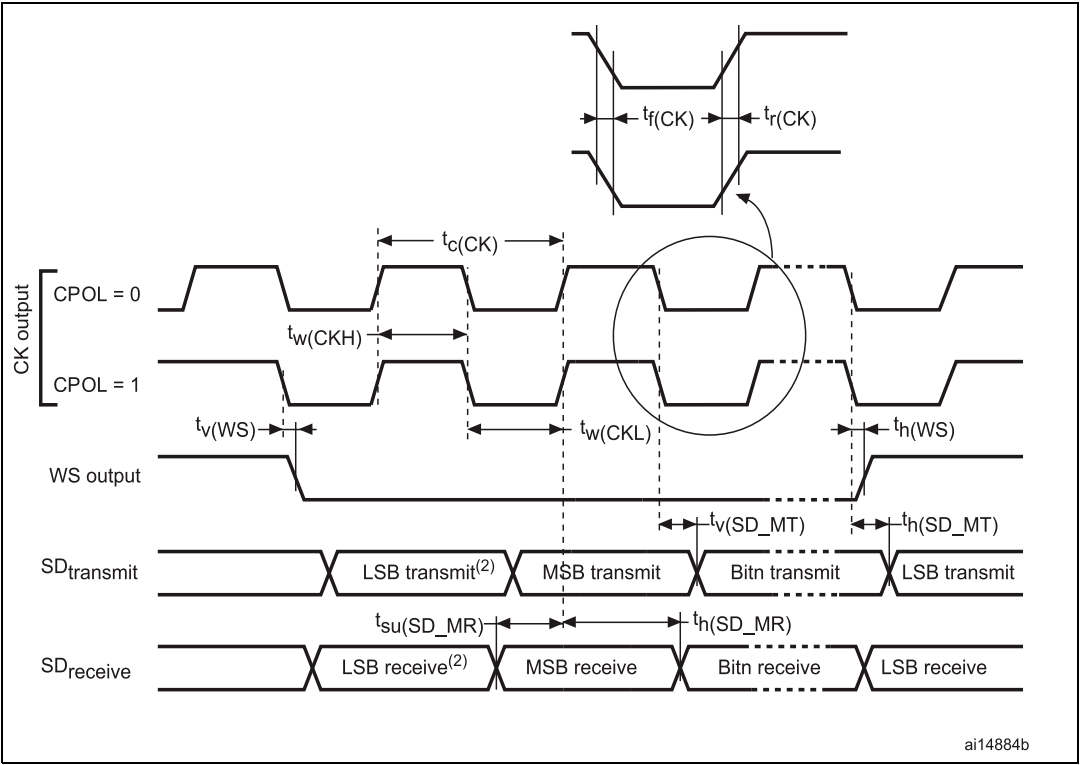 tf(CK)
tr(CK)
tc(CK)
CK output
CPOL = 0
tw(CKH)
CPOL = 1
tv(WS)
tw(CKL)
th(WS)
WS output
tv(SD_MT)
th(SD_MT)
SDtransmit
LSB transmit(2)
MSB transmit
Bitn transmit
LSB transmit
tsu(SD_MR)
th(SD_MR)
SDreceive
LSB receive(2)
MSB receive
Bitn receive
LSB receive
ai14884b